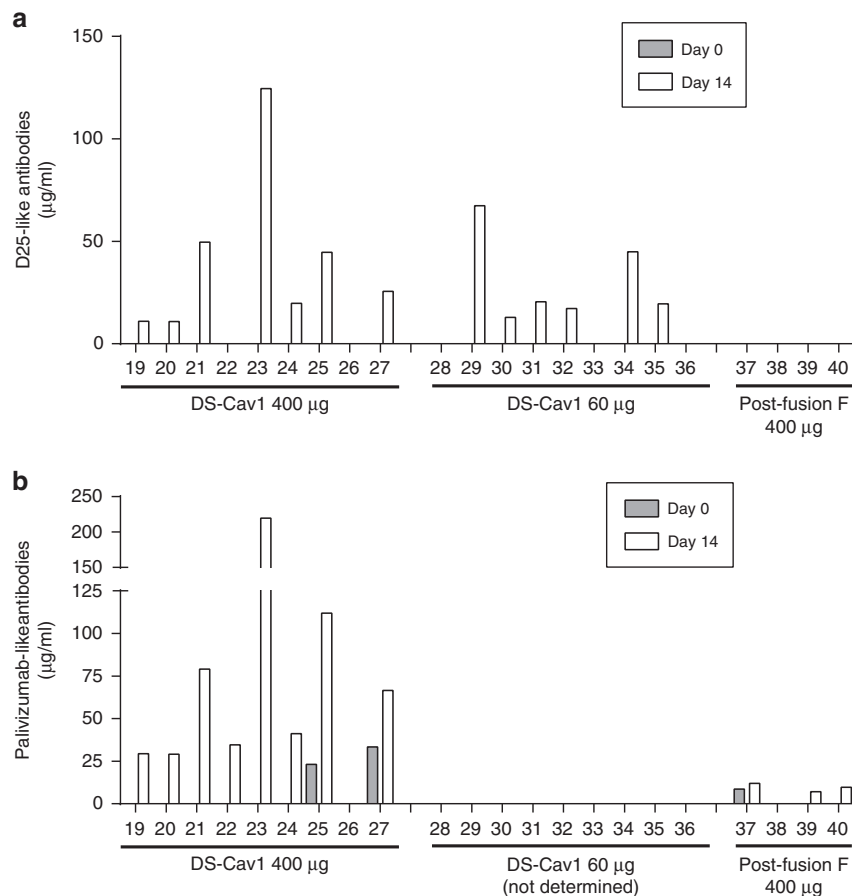 a
150
100
50
0
D25-like antibodies
(μg/ml)
Day 0
Day 14
19 20 21 22 23 24 25 26 27 28 29 30 31 32 33 34 35 36 37 38 39 40
DS-Cav1 400 μg DS-Cav1 60 μg Post-fusion F
400 μg
b
250
200
150
125
100
75
50
25
0
Palivizumab-likeantibodies
(μg/ml)
Day 0
Day 14
19 20 21 22 23 24 25 26 27 28 29 30 31 32 33 34 35 36 37 38 39 40
DS-Cav1 400 μg DS-Cav1 60 μg Post-fusion F
(not determined) 400 μg